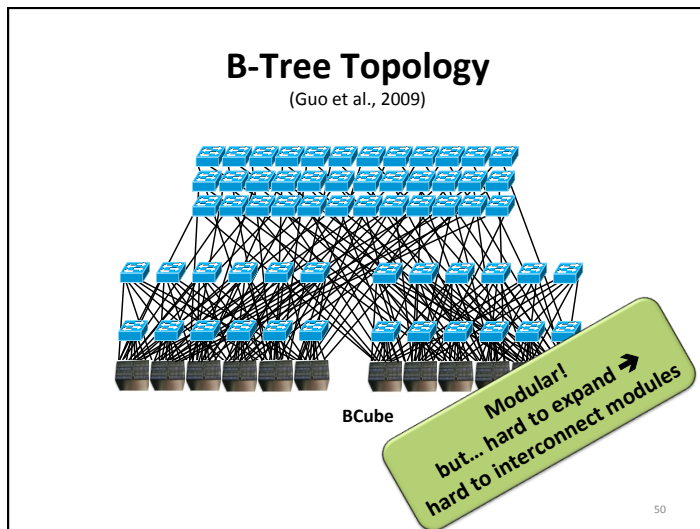 B-Tree Topology
(Guo et al., 2009)
BCube
Modular!
but... hard to expand ➔
hard to interconnect modules
50